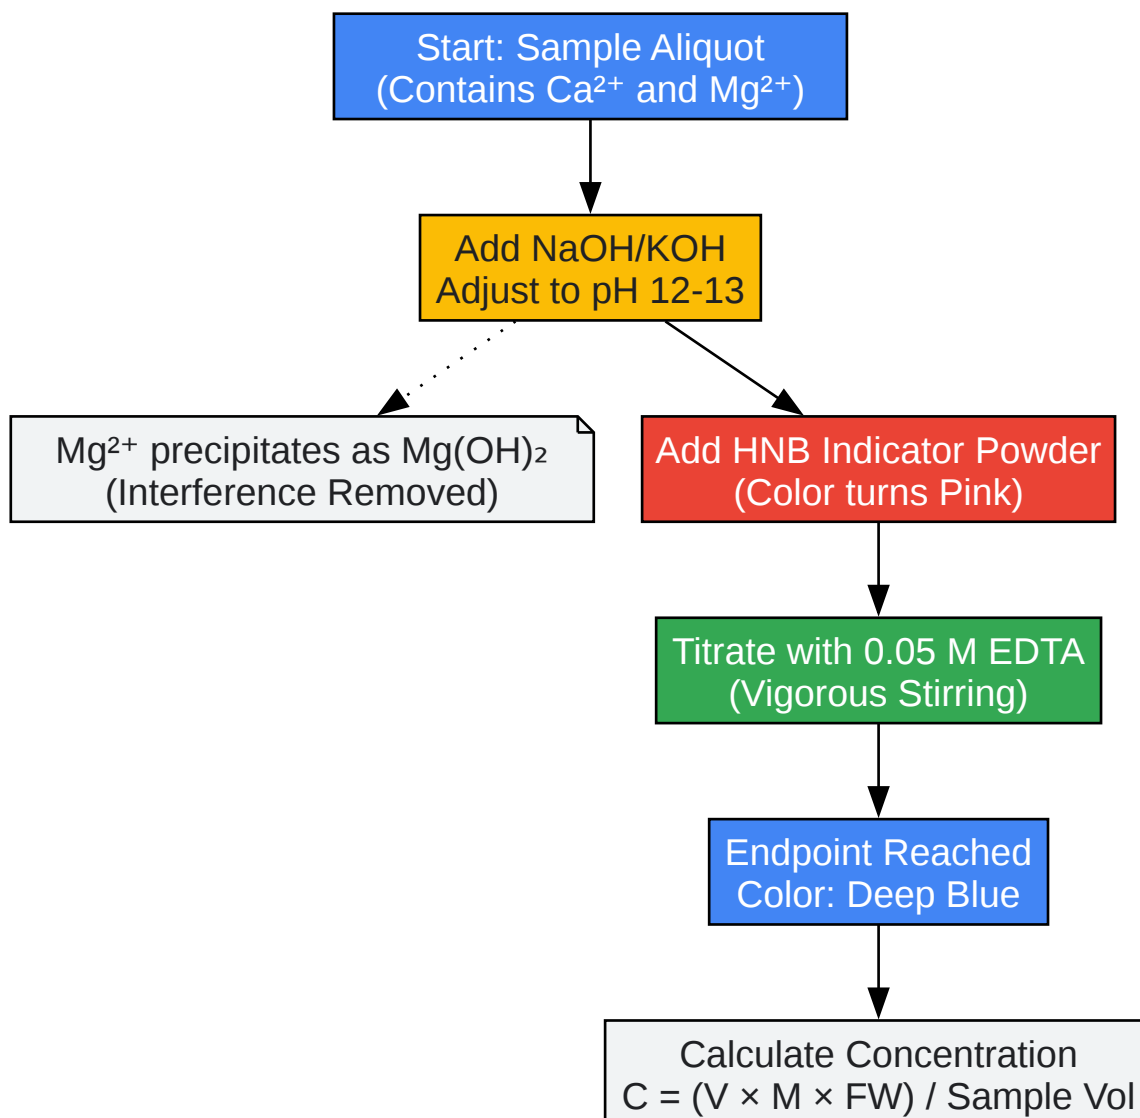 Start: Sample Aliquot
(Contains Ca²⁺ and Mg²⁺)
Add NaOH/KOH
Adjust to pH 12-13
Mg²⁺ precipitates as Mg(OH)₂
(Interference Removed)
Add HNB Indicator Powder
(Color turns Pink)
Titrate with 0.05 M EDTA
(Vigorous Stirring)
Endpoint Reached
Color: Deep Blue
Calculate Concentration
C = (V × M × FW) / Sample Vol